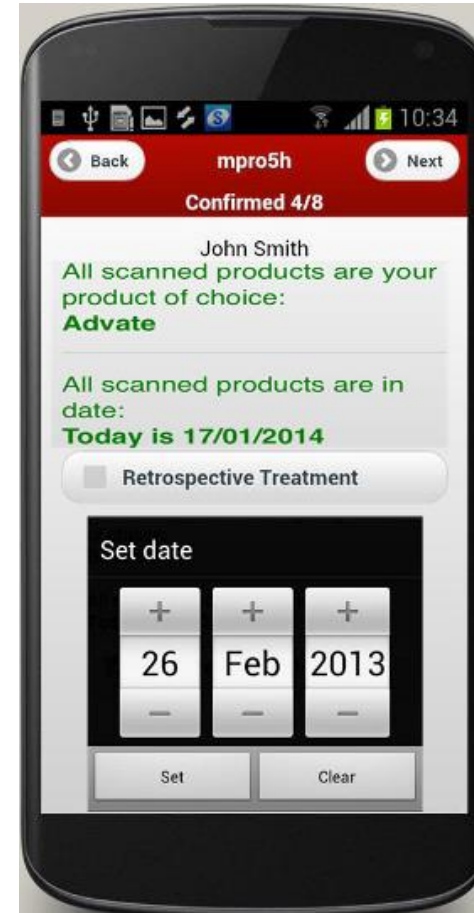 10:34
Back mpro5h Next
Confirmed 4/8
John Smith
All scanned products are your
product of choice:
Advate
All scanned products are in
date:
Today is 17/01/2014
Retrospective Treatment
Set date
+ + +
26 Feb 2013
− − −
Set Clear